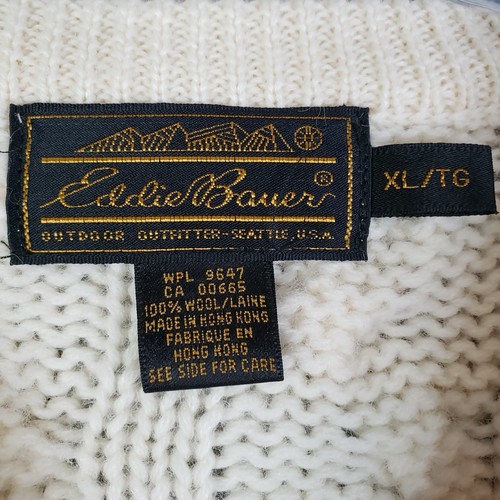 Eddie Bauer®
XL/TG
OUTDOOR OUTFITTER-SEATTLE, U.S.A.
WPL 9647
CA 00665
100% WOOL/LAINE
MADE IN HONG KONG
FABRIQUE EN
HONG KONG
SEE SIDE FOR CARE